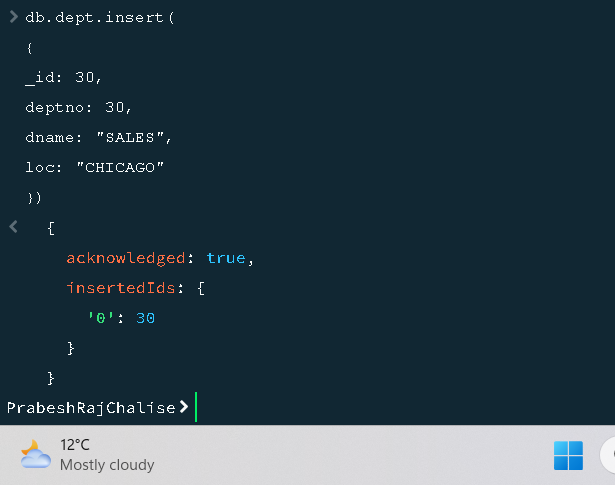 > db.dept.insert(
{
_id: 30,
deptno: 30,
dname: "SALES",
loc: "CHICAGO"
})
< {
acknowledged: true,
insertedIds: {
'0': 30
}
}
PrabeshRajChalise>
12°C
Mostly cloudy